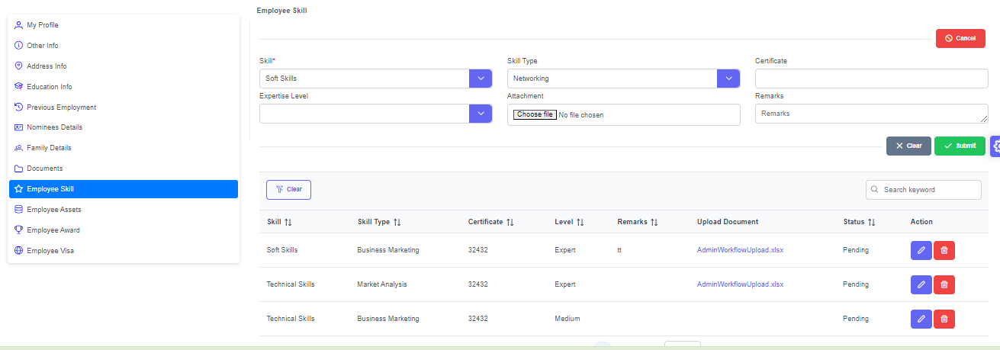 Employee Skill
My Profile
Other Info
Address Info
Education Info
Previous Employment
Nominees Details
Family Details
Documents
Employee Skill
Employee Assets
Employee Award
Employee Visa
Cancel
Skill* Skill Type Certificate
Soft Skills Networking
Expertise Level Attachment Remarks
Choose file No file chosen Remarks
Clear Submit
Clear Search keyword
Skill Skill Type Certificate Level Remarks Upload Document Status Action
Soft Skills Business Marketing 32432 Expert tt AdminWorkflowUpload.xlsx Pending
Technical Skills Market Analysis 32432 Expert AdminWorkflowUpload.xlsx Pending
Technical Skills Business Marketing 32432 Medium Pending